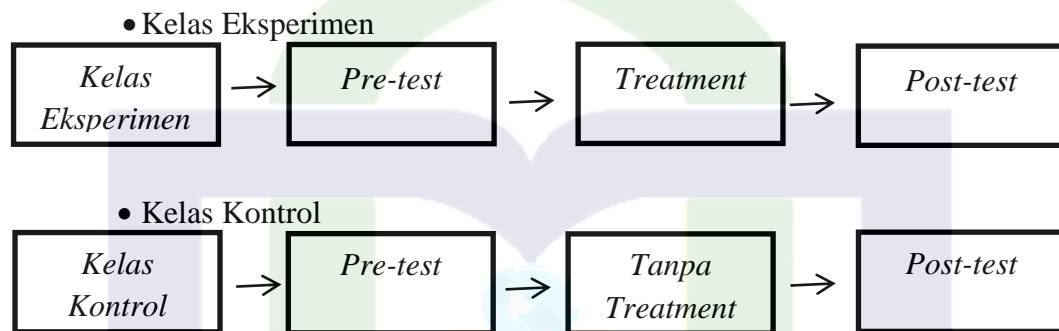 • Kelas Eksperimen
Kelas Pre-test Treatment Post-test
Eksperimen
• Kelas Kontrol
Kelas Pre-test Tanpa Post-test
Kontrol Treatment